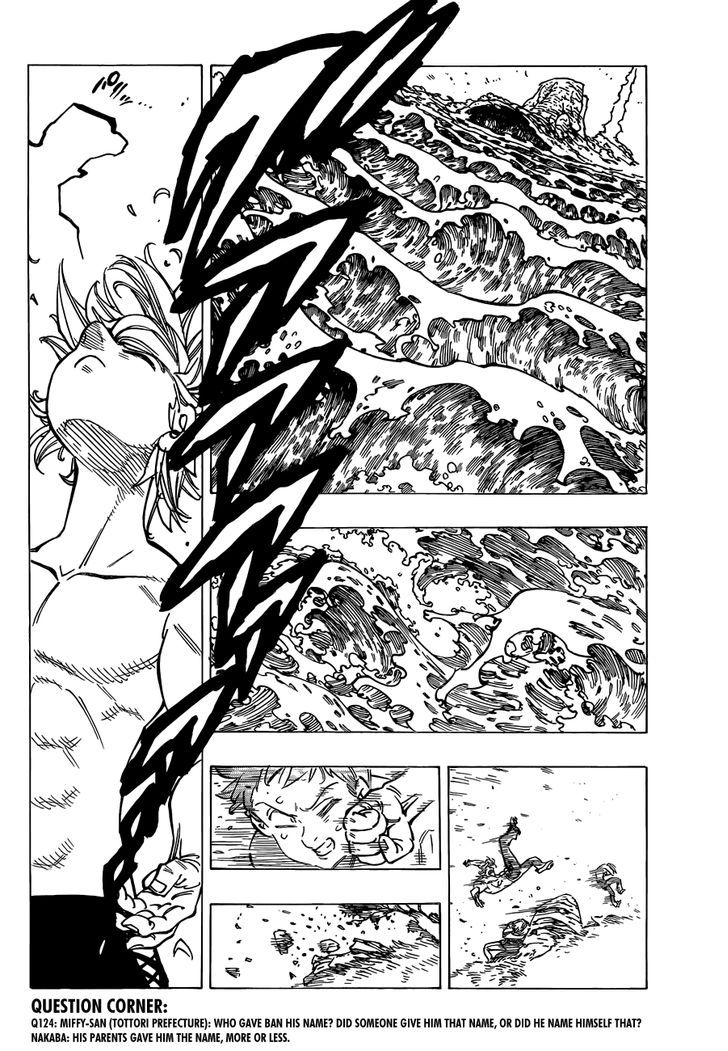 QUESTION CORNER:
Q124: MIFFY-SAN (TOTTORI PREFECTURE): WHO GAVE BAN HIS NAME? DID SOMEONE GIVE HIM THAT NAME, OR DID HE NAME HIMSELF THAT?
NAKABA: HIS PARENTS GAVE HIM THE NAME, MORE OR LESS.